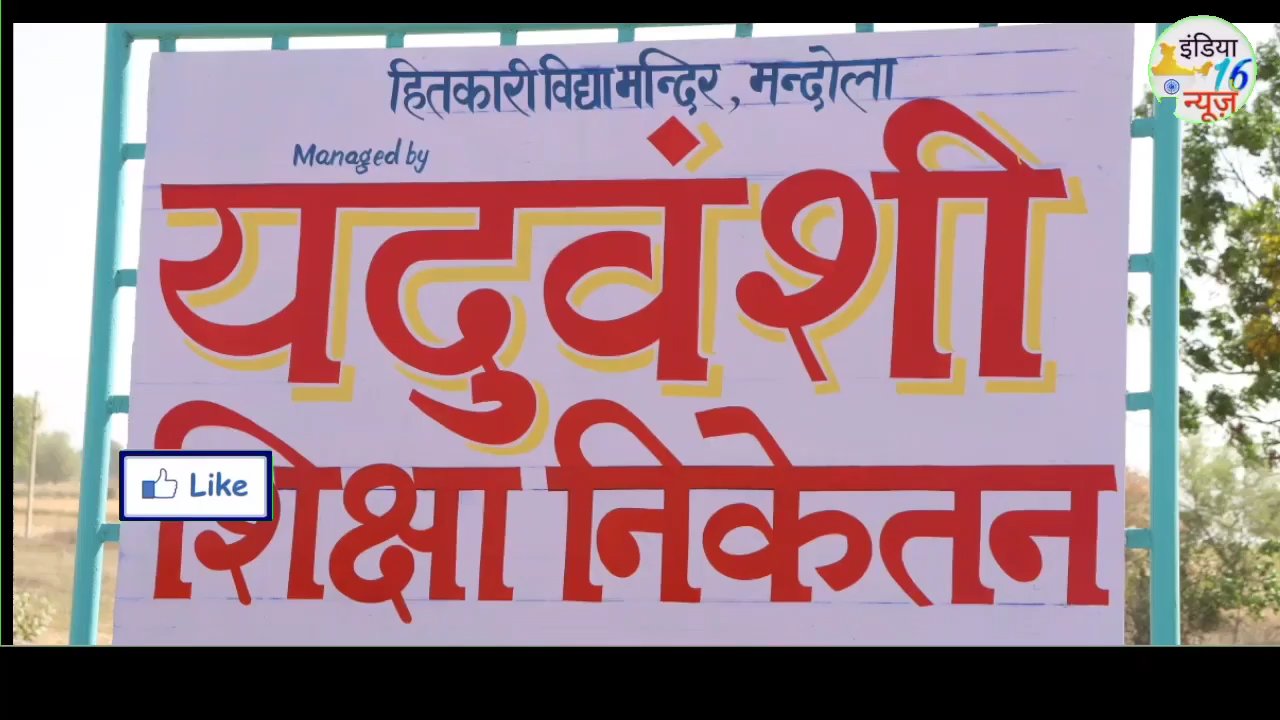 हितकारी विद्या मन्दिर, मन्दोला
Managed by
यदुवंशी
शिक्षा निकेतन
Like
इंडिया
16
न्यूज़